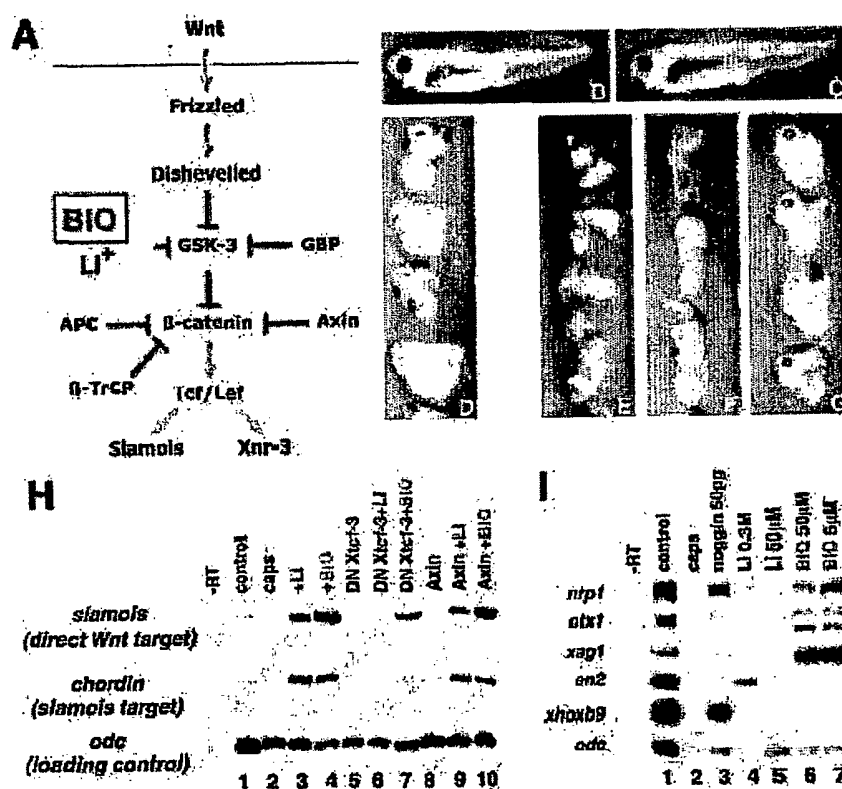 A
Wnt
Frizzled
Dishevelled
BIO
Li+
GSK-3
GBP
APC
ß-catenin
Axin
ß-TrCP
Tcf/Lef
Siamois
Xnr-3
B
C
D
E
F
G
H
-RT
control
caps
+Li
+BIO
DN Xtcf-3
DN Xtcf-3+Li
DN Xtcf-3+BIO
Axin
Axin +Li
Axin +BIO
siamois
(direct Wnt target)
chordin
(siamois target)
odc
(loading control)
1 2 3 4 5 6 7 8 9 10
I
-RT
control
caps
noggin 50pg
Li 0.3M
Li 50µM
BIO 50µM
BIO 5µM
nrp1
otx1
xag1
en2
xhoxb9
odc
1 2 3 4 5 6 7